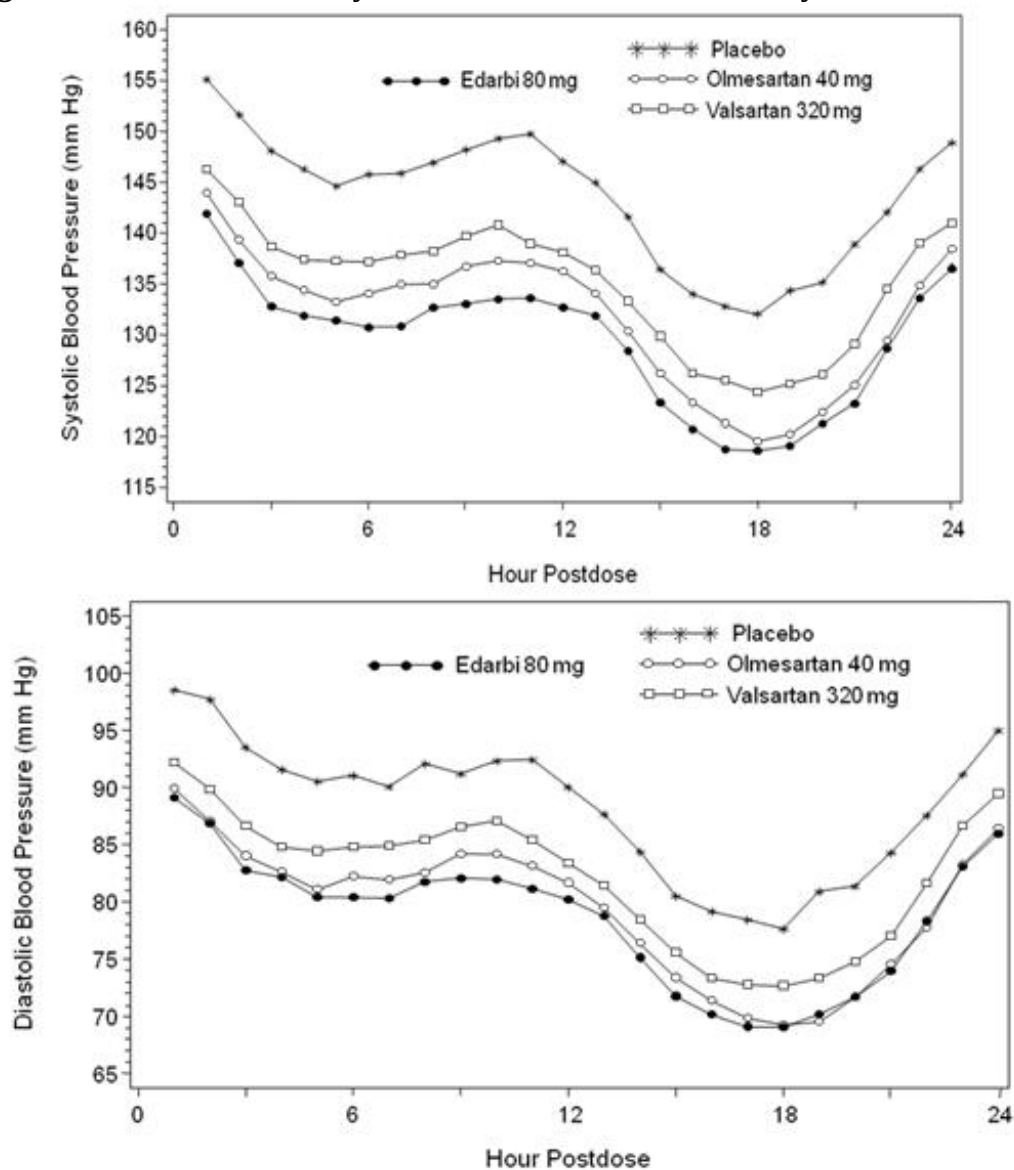 160
Placebo
Edarbi 80 mg
Olmesartan 40 mg
155
Valsartan 320 mg
150
145
140
135
130
125
120
115
Systolic Blood Pressure (mm Hg)
0 6 12 18 24
Hour Postdose
105
Placebo
Edarbi 80 mg
Olmesartan 40 mg
100
Valsartan 320 mg
95
90
85
80
75
70
65
Diastolic Blood Pressure (mm Hg)
0 6 12 18 24
Hour Postdose